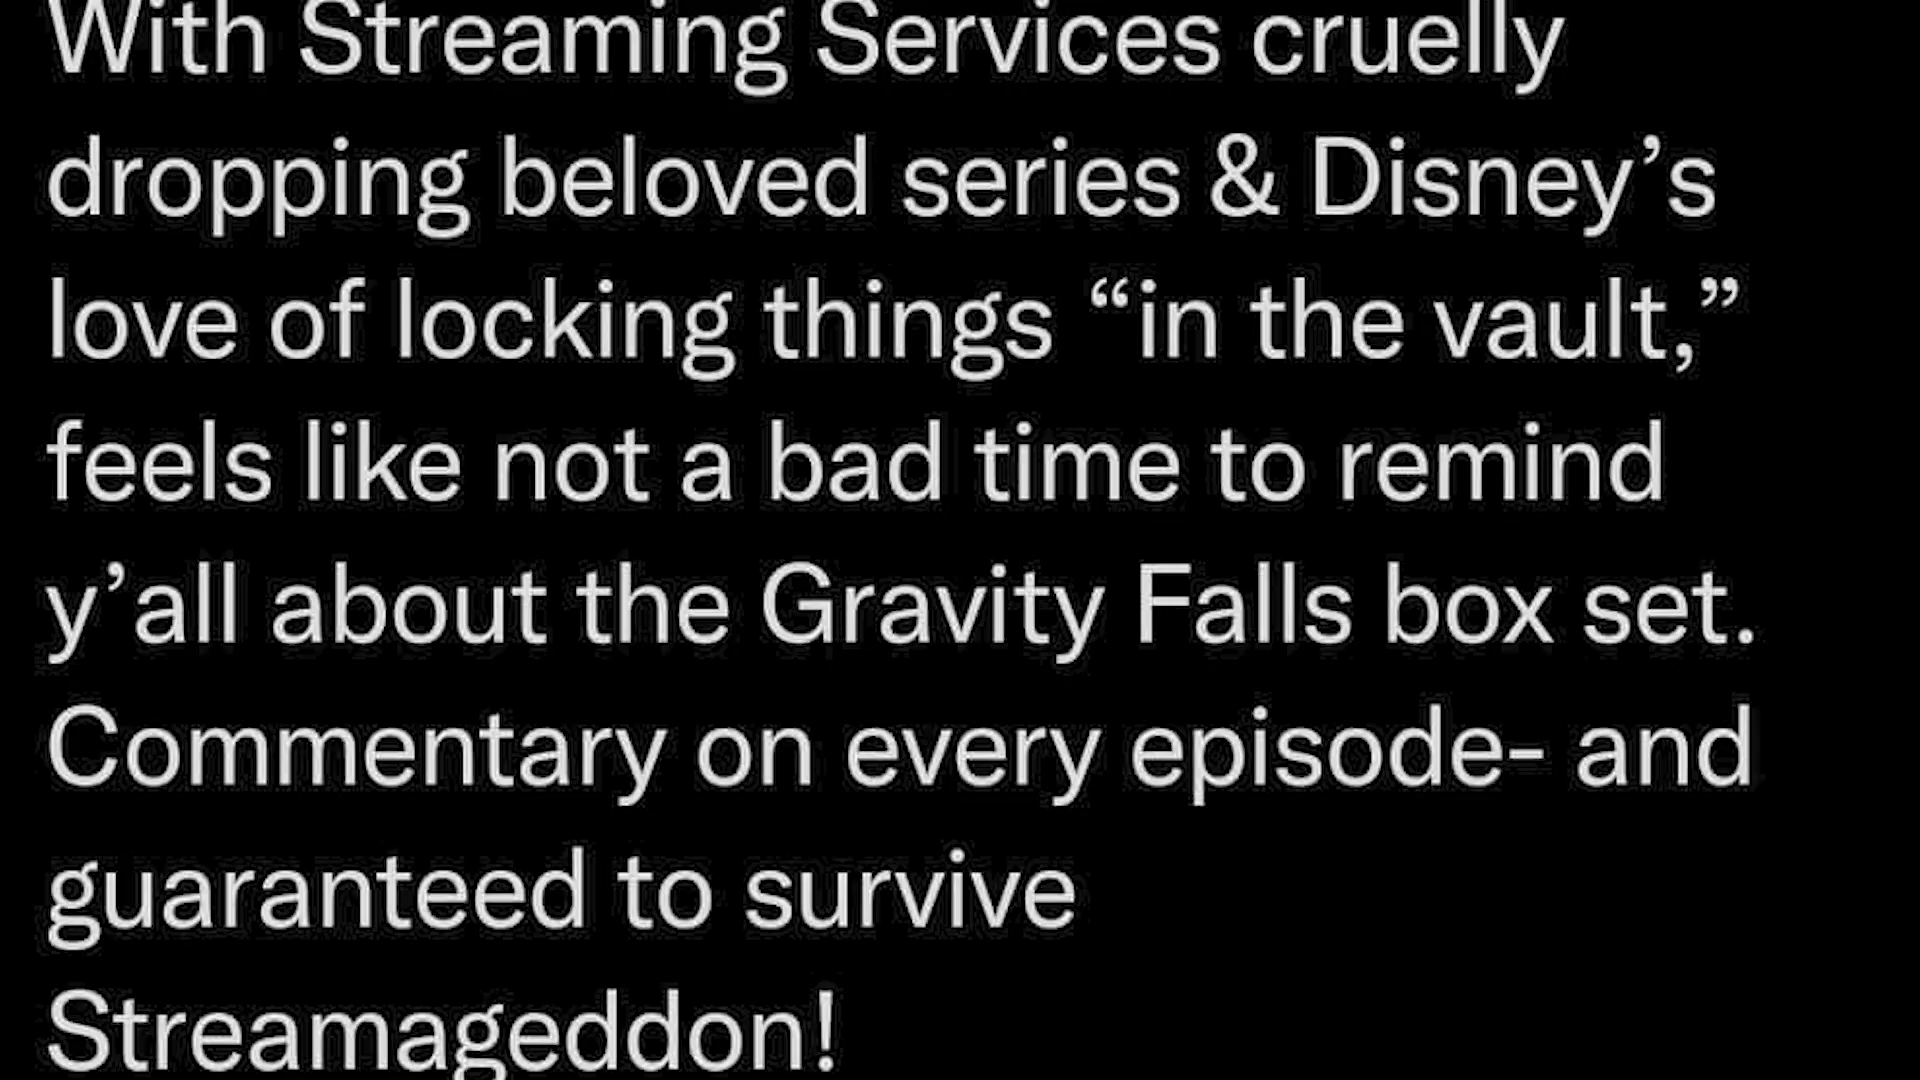 With Streaming Services cruelly
dropping beloved series & Disney’s
love of locking things “in the vault,”
feels like not a bad time to remind
y’all about the Gravity Falls box set.
Commentary on every episode- and
guaranteed to survive
Streamageddon!